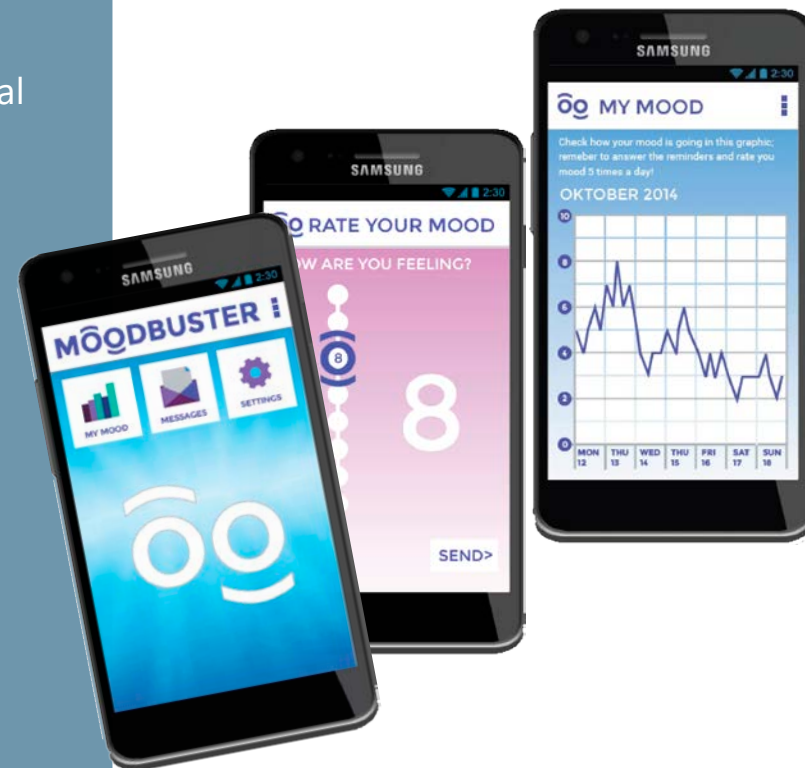 al
SAMSUNG
2:30
MOODBUSTER
MY MOOD
MESSAGES
SETTINGS
SAMSUNG
2:30
RATE YOUR MOOD
OW ARE YOU FEELING?
8
8
SEND>
SAMSUNG
2:30
MY MOOD
Check how your mood is going in this graphic;
remeber to answer the reminders and rate you
mood 5 times a day!
OKTOBER 2014
10
8
6
4
2
0
MON THU WED THU FRI SAT SUN
12 13 14 15 16 17 18